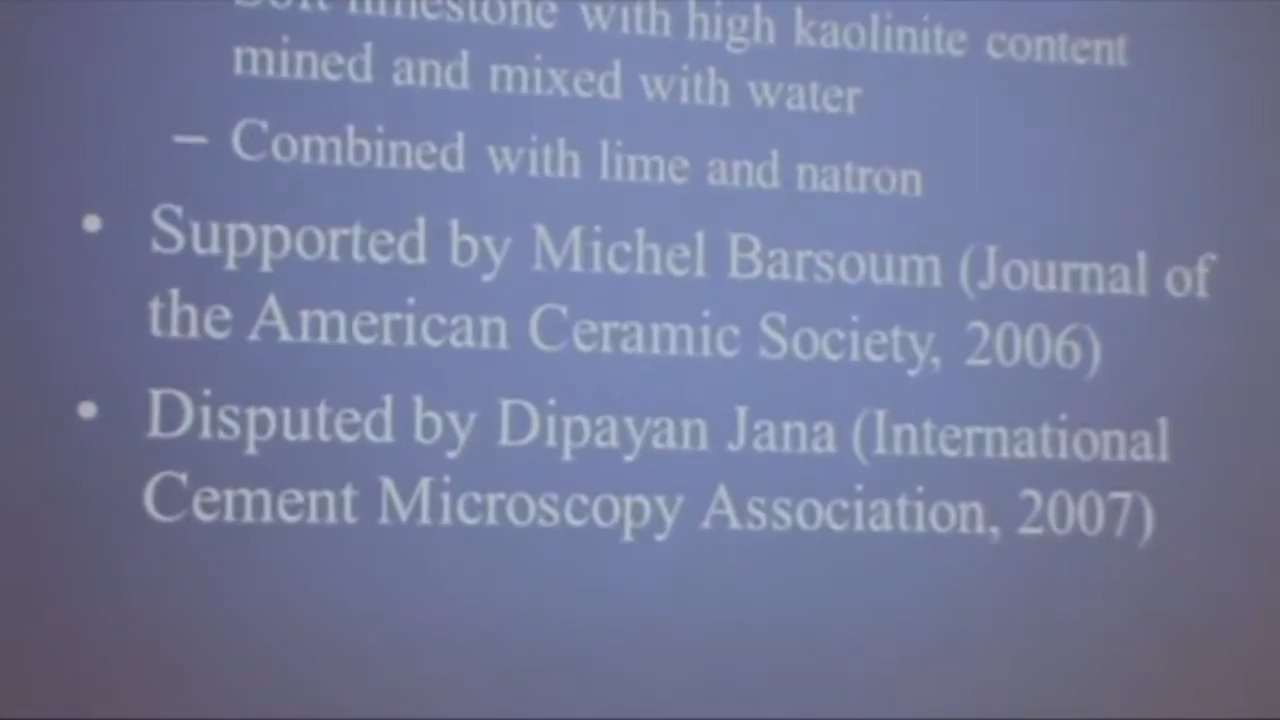 Soft limestone with high kaolinite content
mined and mixed with water
– Combined with lime and natron
• Supported by Michel Barsoum (Journal of
the American Ceramic Society, 2006)
• Disputed by Dipayan Jana (International
Cement Microscopy Association, 2007)